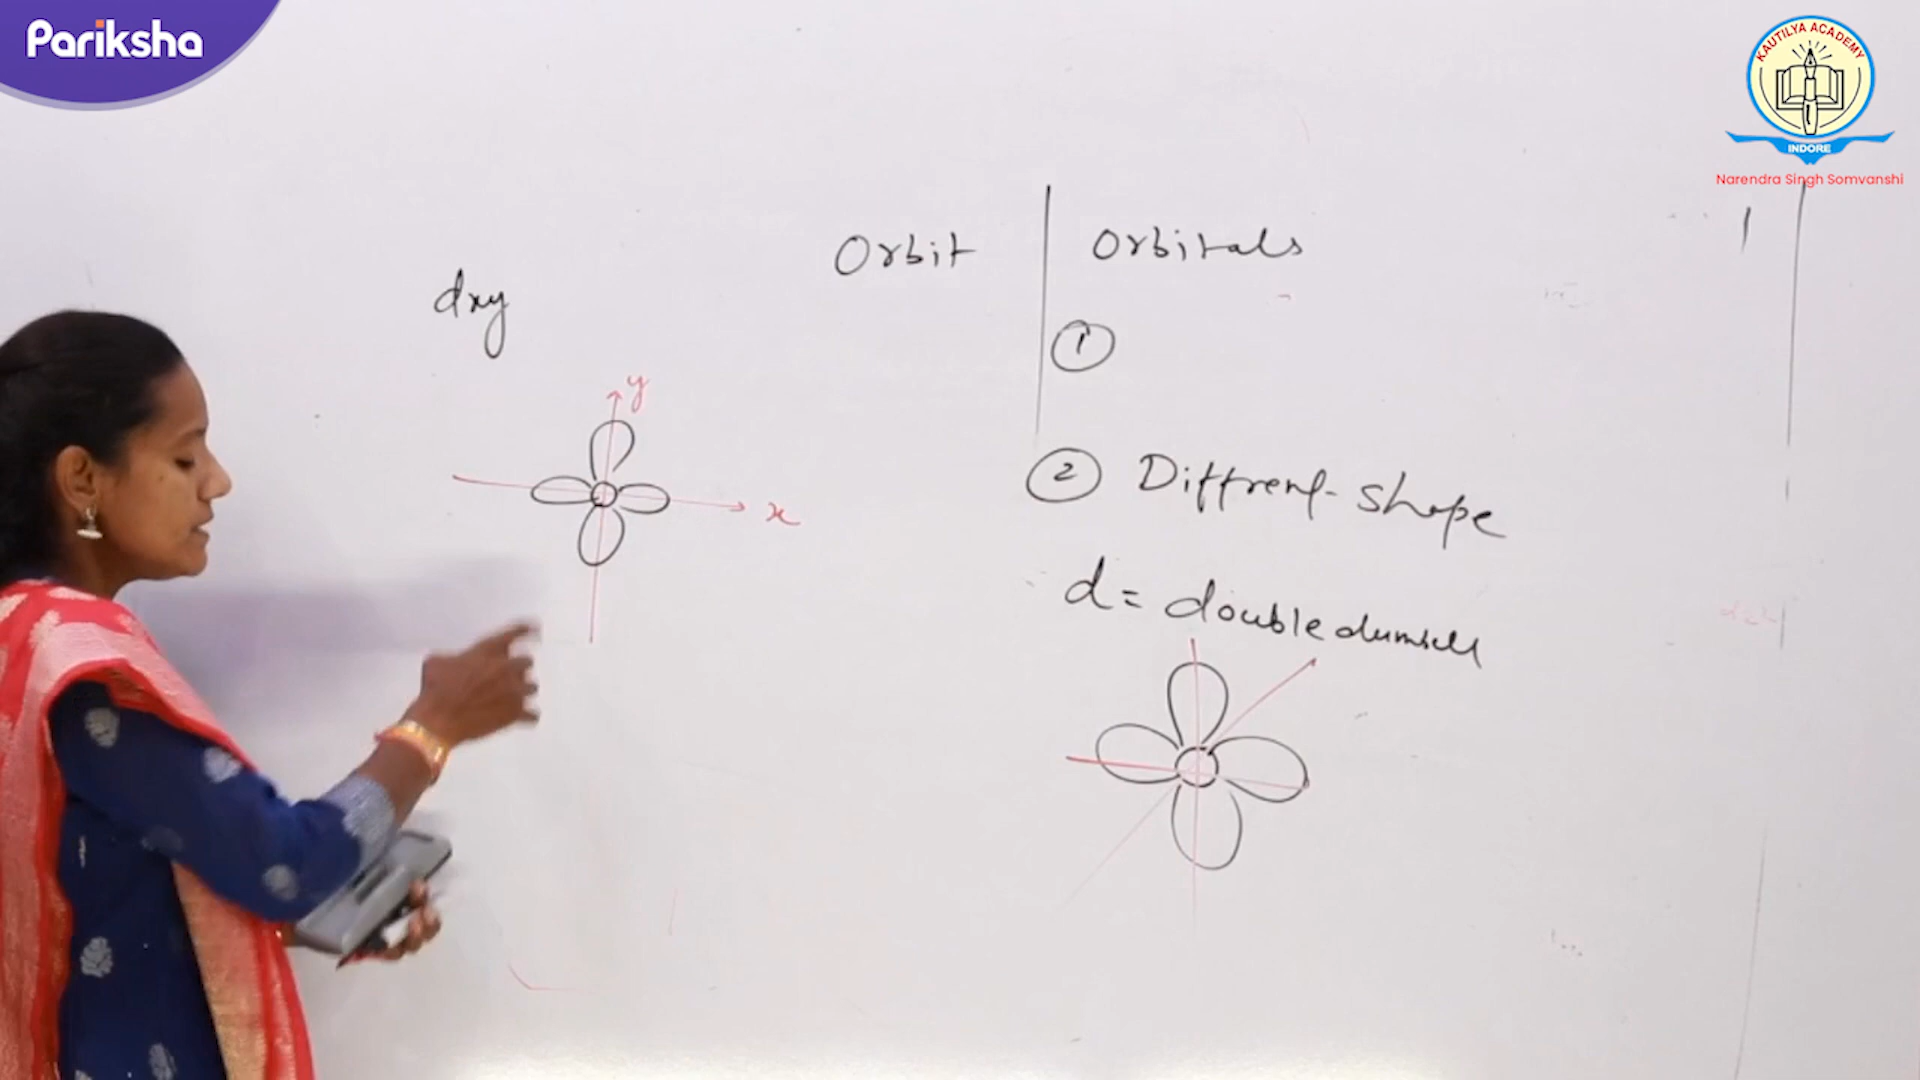 Pariksha
KAUTILYA ACADEMY
INDORE
Narendra Singh Somvanshi
Orbit
Orbitals
dxy
1
y
x
2 Diffrent shape
d = double dumbell